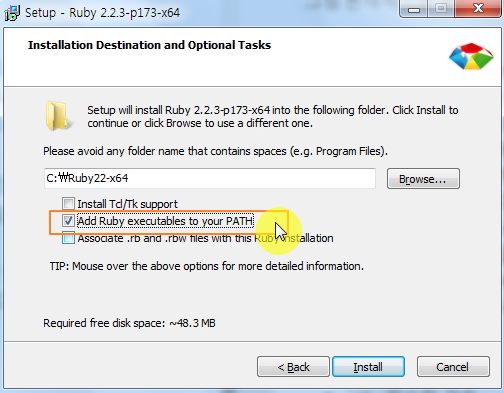 Setup - Ruby 2.2.3-p173-x64
Installation Destination and Optional Tasks
Setup will install Ruby 2.2.3-p173-x64 into the following folder. Click Install to
continue or click Browse to use a different one.
Please avoid any folder name that contains spaces (e.g. Program Files).
C:₩Ruby22-x64
Browse...
Install Tcl/Tk support
Add Ruby executables to your PATH
Associate .rb and .rbw files with this Ruby installation
TIP: Mouse over the above options for more detailed information.
Required free disk space: ~48.3 MB
< Back
Install
Cancel